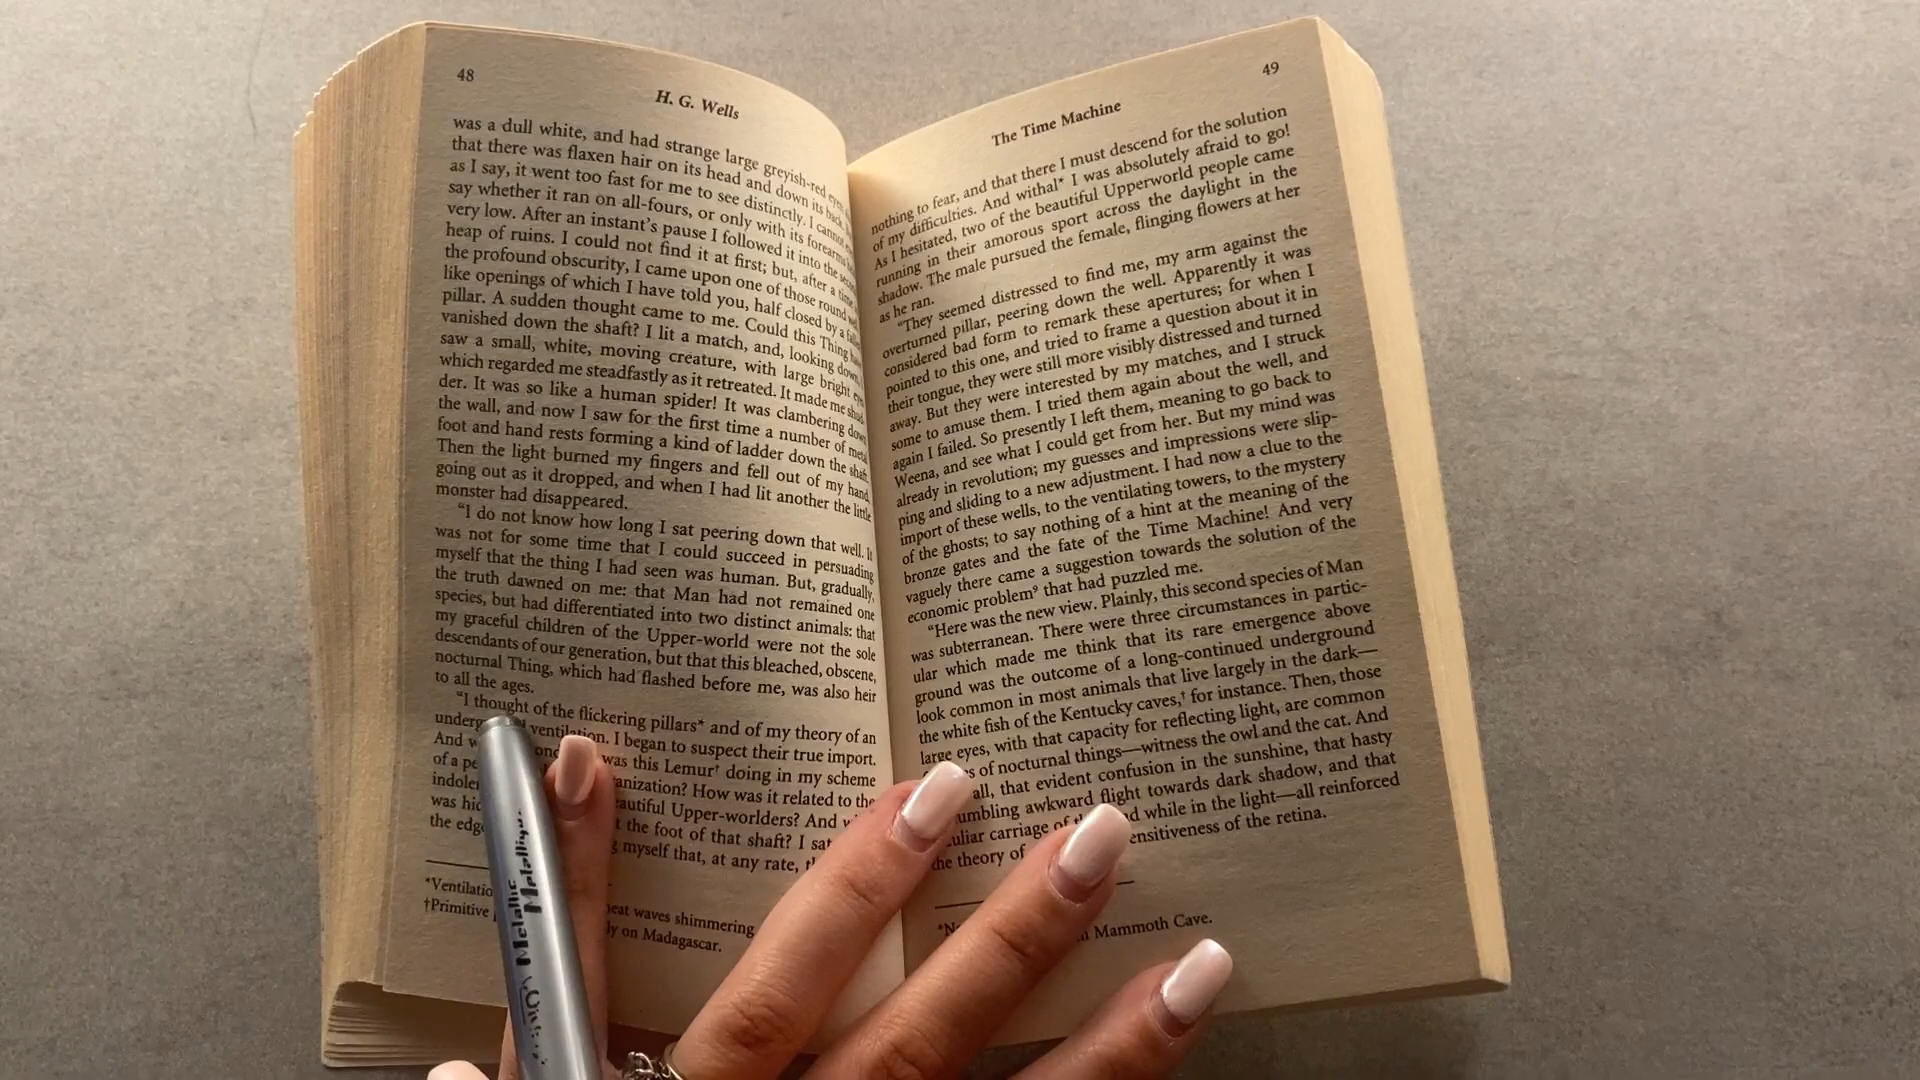 48
H. G. Wells
was a dull white, and had strange large greyish-red
that there was flaxen hair on its head and down its back.
as I say, it went too fast for me to see distinctly. I cannot
say whether it ran on all-fours, or only with its forearms
very low. After an instant's pause I followed it into the
heap of ruins. I could not find it at first; but, after a time
the profound obscurity, I came upon one of those round
like openings of which I have told you, half closed by a
pillar. A sudden thought came to me. Could this Thing
vanished down the shaft? I lit a match, and, looking down,
saw a small, white, moving creature, with large bright
which regarded me steadfastly as it retreated. It made me
der. It was so like a human spider! It was clambering down
the wall, and now I saw for the first time a number of metal
foot and hand rests forming a kind of ladder down the shaft.
Then the light burned my fingers and fell out of my hand,
going out as it dropped, and when I had lit another the little
monster had disappeared.
"I do not know how long I sat peering down that well. It
was not for some time that I could succeed in persuading
myself that the thing I had seen was human. But, gradually,
the truth dawned on me: that Man had not remained one
species, but had differentiated into two distinct animals: that
my graceful children of the Upper-world were not the sole
descendants of our generation, but that this bleached, obscene,
nocturnal Thing, which had flashed before me, was also heir
to all the ages.
"I thought of the flickering pillars* and of my theory of an
ventilation. I began to suspect their true import.
And was this Lemur† doing in my scheme
of a How was it related to the
Upper-worlders? And
was the foot of that shaft? I sat
the myself that, at any rate,
*Ventilatio heat waves shimmering
†Primitive on Madagascar.
Metallic
Metallique
49
The Time Machine
nothing to fear, and that there I must descend for the solution
of my difficulties. And withal* I was absolutely afraid to go!
As I hesitated, two of the beautiful Upperworld people came
running in their amorous sport across the daylight in the
shadow. The male pursued the female, flinging flowers at her
as he ran.
"They seemed distressed to find me, my arm against the
overturned pillar, peering down the well. Apparently it was
considered bad form to remark these apertures; for when I
pointed to this one, and tried to frame a question about it in
their tongue, they were still more visibly distressed and turned
away. But they were interested by my matches, and I struck
some to amuse them. I tried them again about the well, and
again I failed. So presently I left them, meaning to go back to
Weena, and see what I could get from her. But my mind was
already in revolution; my guesses and impressions were slip-
ping and sliding to a new adjustment. I had now a clue to the
import of these wells, to the ventilating towers, to the mystery
of the ghosts; to say nothing of a hint at the meaning of the
bronze gates and the fate of the Time Machine! And very
vaguely there came a suggestion towards the solution of the
economic problem⁹ that had puzzled me.
"Here was the new view. Plainly, this second species of Man
was subterranean. There were three circumstances in partic-
ular which made me think that its rare emergence above
ground was the outcome of a long-continued underground
look common in most animals that live largely in the dark—
the white fish of the Kentucky caves,† for instance. Then, those
large eyes, with that capacity for reflecting light, are common
of nocturnal things—witness the owl and the cat. And
all, that evident confusion in the sunshine, that hasty
awkward flight towards dark shadow, and that
carriage of while in the light—all reinforced
the theory of of the retina.
Mammoth Cave.